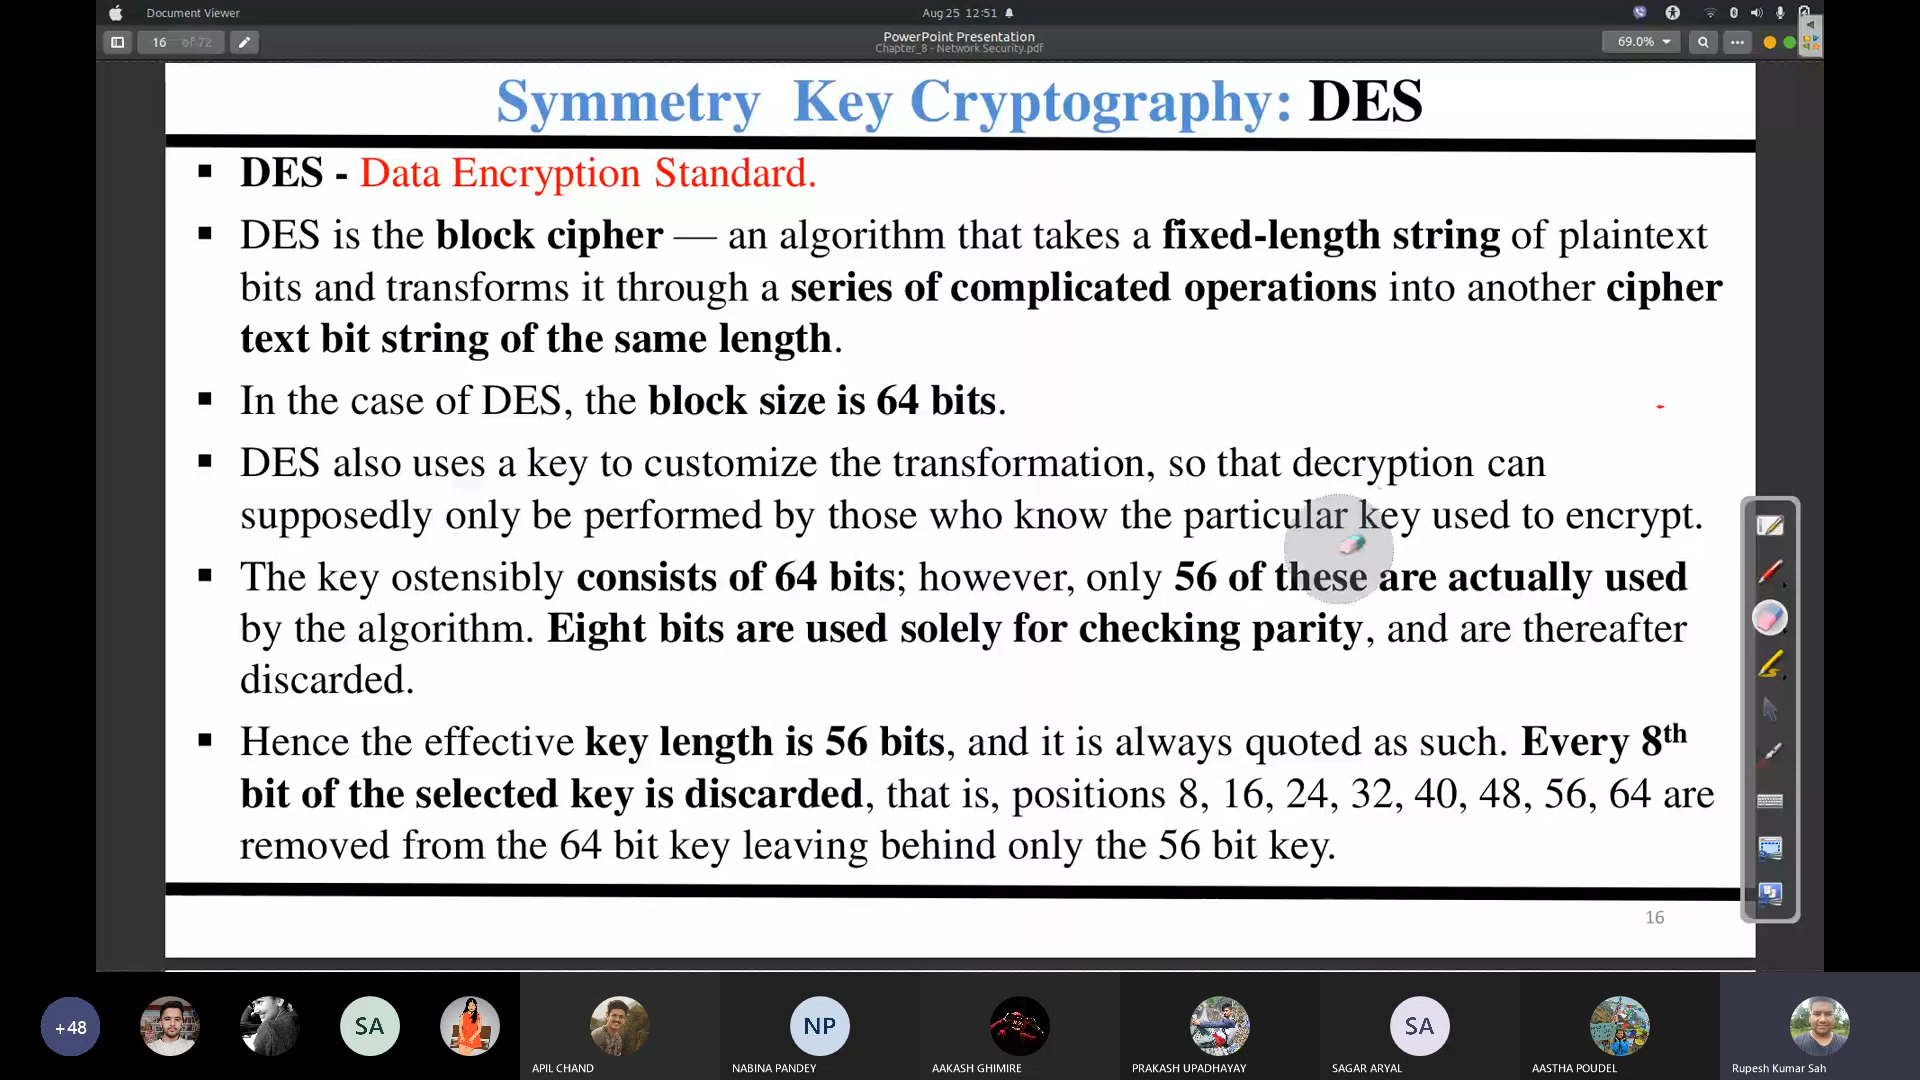 Document Viewer
Aug 25 12:51
16 of 72
PowerPoint Presentation
Chapter_8 - Network Security.pdf
69.0%
Symmetry Key Cryptography: DES
▪ DES - Data Encryption Standard.
▪ DES is the block cipher — an algorithm that takes a fixed-length string of plaintext
bits and transforms it through a series of complicated operations into another cipher
text bit string of the same length.
▪ In the case of DES, the block size is 64 bits.
▪ DES also uses a key to customize the transformation, so that decryption can
supposedly only be performed by those who know the particular key used to encrypt.
▪ The key ostensibly consists of 64 bits; however, only 56 of these are actually used
by the algorithm. Eight bits are used solely for checking parity, and are thereafter
discarded.
▪ Hence the effective key length is 56 bits, and it is always quoted as such. Every 8th
bit of the selected key is discarded, that is, positions 8, 16, 24, 32, 40, 48, 56, 64 are
removed from the 64 bit key leaving behind only the 56 bit key.
16
+48
SA
NP
SA
APIL CHAND
NABINA PANDEY
AAKASH GHIMIRE
PRAKASH UPADHAYAY
SAGAR ARYAL
AASTHA POUDEL
Rupesh Kumar Sah